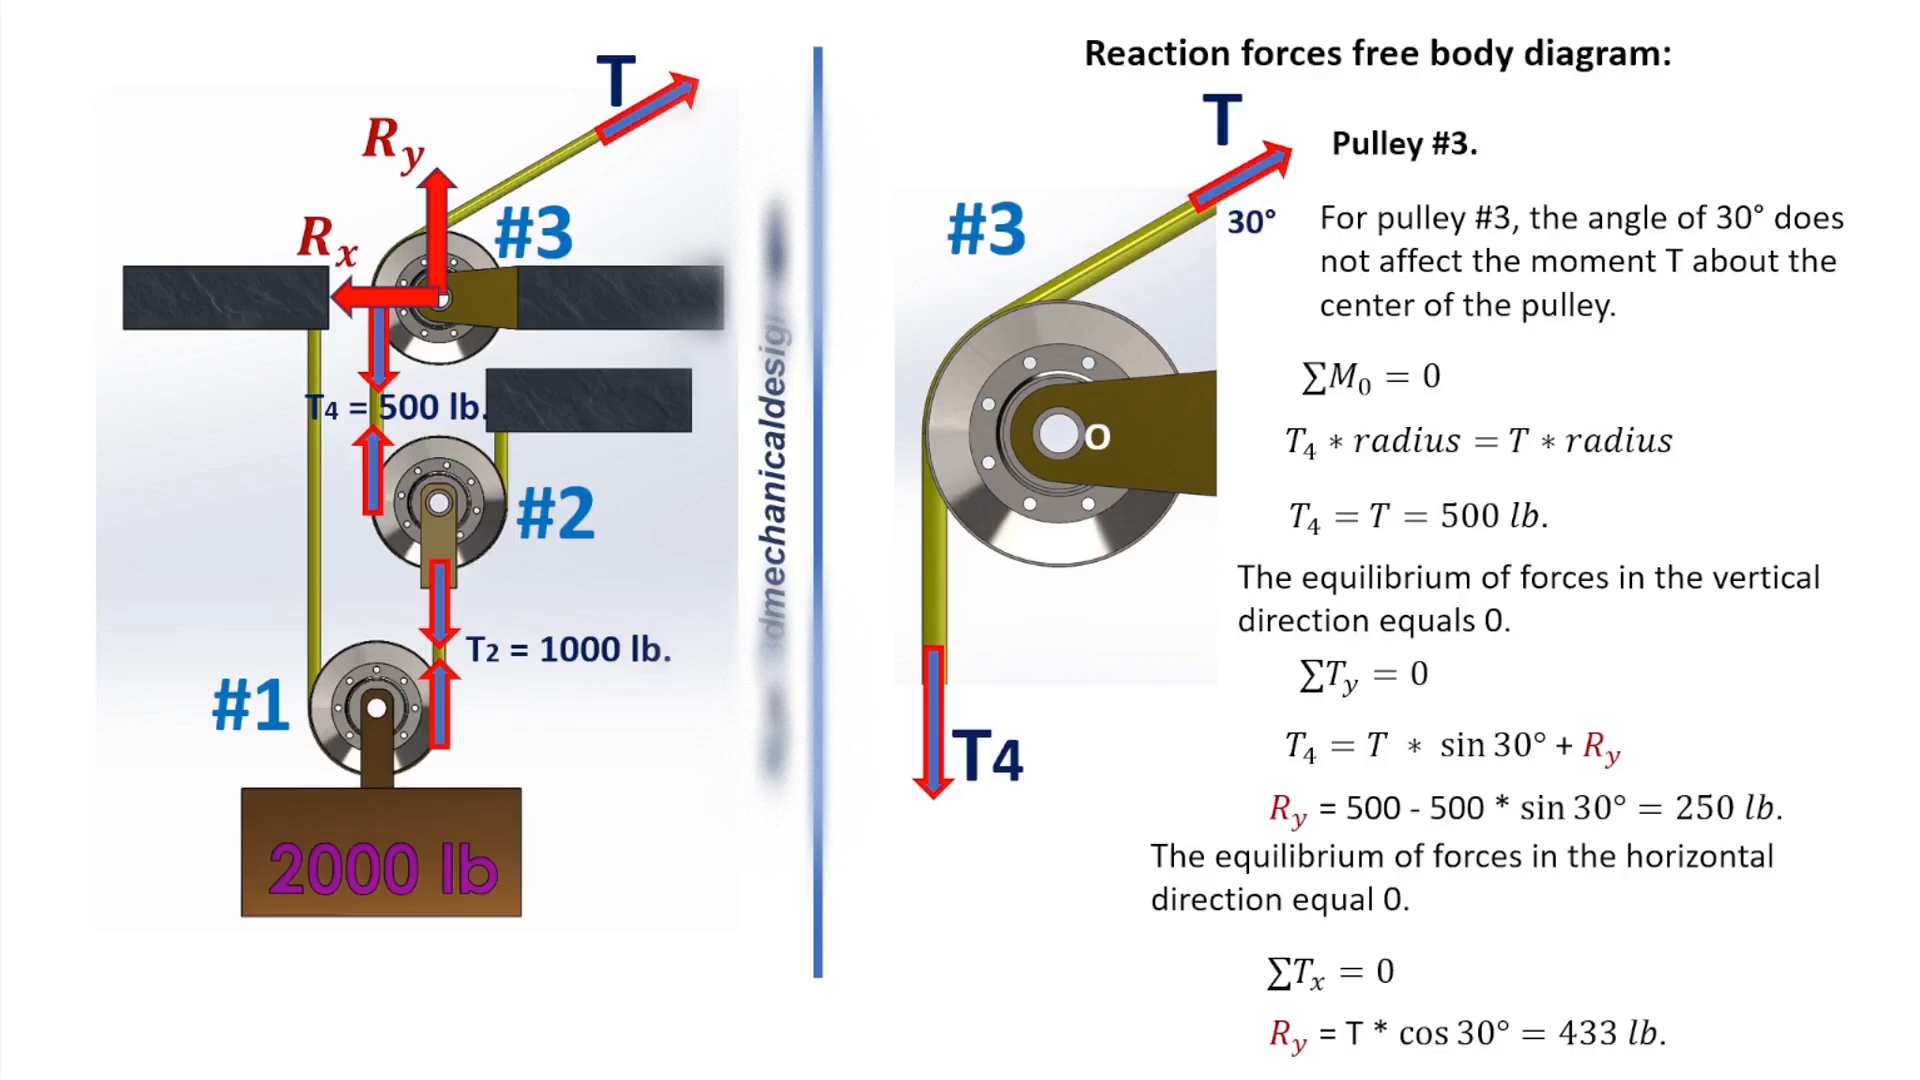 T
R_y
#3
R_x
T4 = 500 lb.
#2
T2 = 1000 lb.
#1
2000 lb
dmechanicaldesign
Reaction forces free body diagram:
T
Pulley #3.
#3
30°
For pulley #3, the angle of 30° does
not affect the moment T about the
center of the pulley.
∑M₀ = 0
O
T₄ ∗ radius = T ∗ radius
T₄ = T = 500 lb.
The equilibrium of forces in the vertical
direction equals 0.
∑T_y = 0
T4
T₄ = T ∗ sin 30° + R_y
R_y = 500 - 500 * sin 30° = 250 lb.
The equilibrium of forces in the horizontal
direction equal 0.
∑Tₓ = 0
R_y = T * cos 30° = 433 lb.